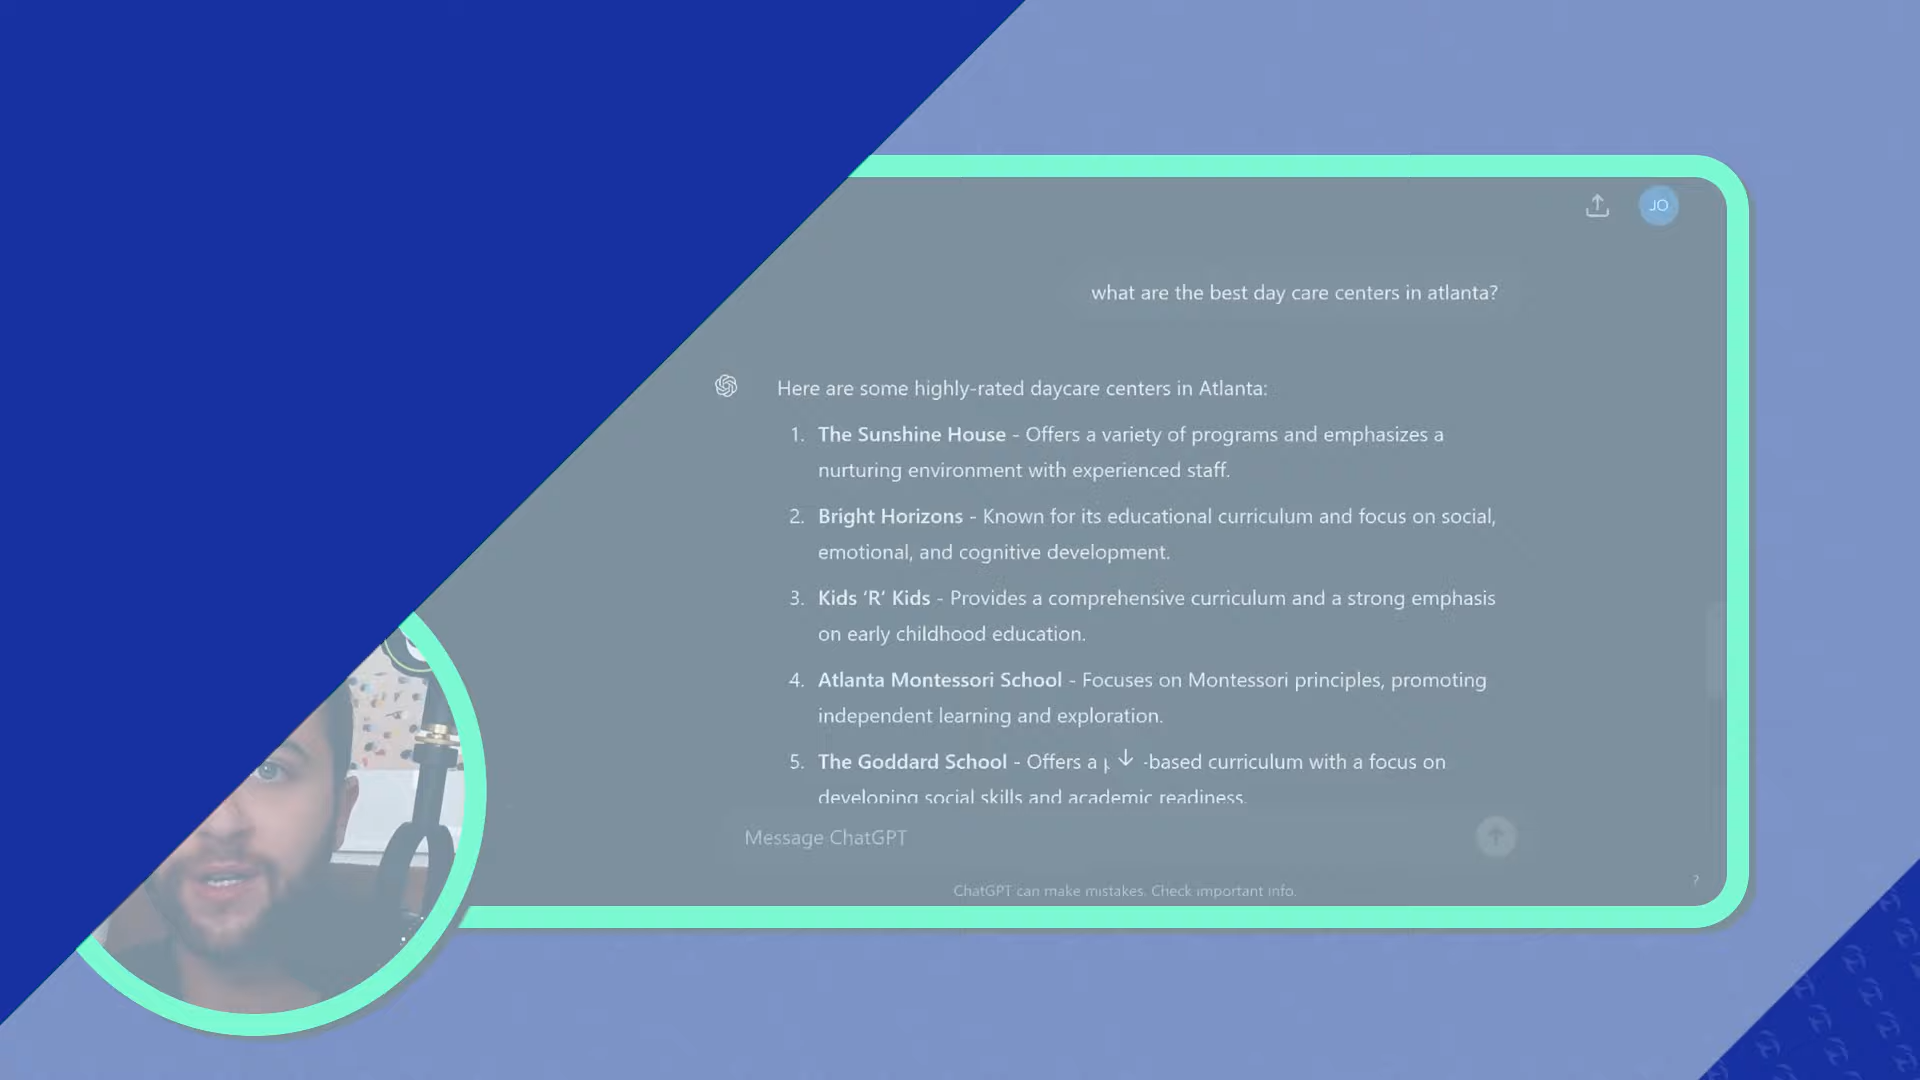 JO
what are the best day care centers in atlanta?
Here are some highly-rated daycare centers in Atlanta:
1. The Sunshine House - Offers a variety of programs and emphasizes a
nurturing environment with experienced staff.
2. Bright Horizons - Known for its educational curriculum and focus on social,
emotional, and cognitive development.
3. Kids ‘R’ Kids - Provides a comprehensive curriculum and a strong emphasis
on early childhood education.
4. Atlanta Montessori School - Focuses on Montessori principles, promoting
independent learning and exploration.
5. The Goddard School - Offers a -based curriculum with a focus on
developing social skills and academic readiness.
Message ChatGPT
?
ChatGPT can make mistakes. Check important info.